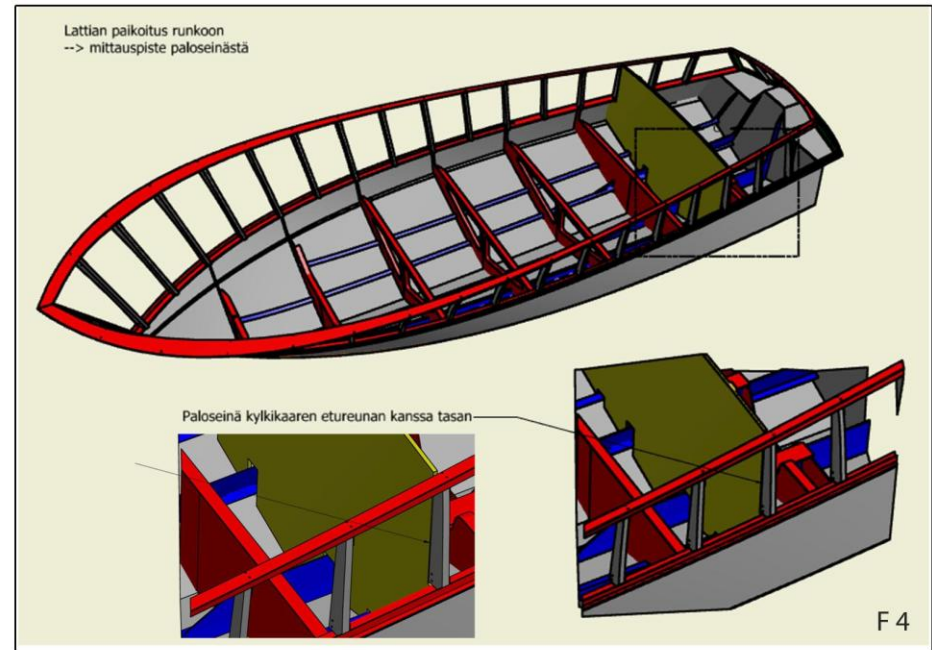 Lattian paikoitus runkoon
--> mittauspiste paloseinästä
Paloseinä kylkikaaren etureunan kanssa tasan
F 4